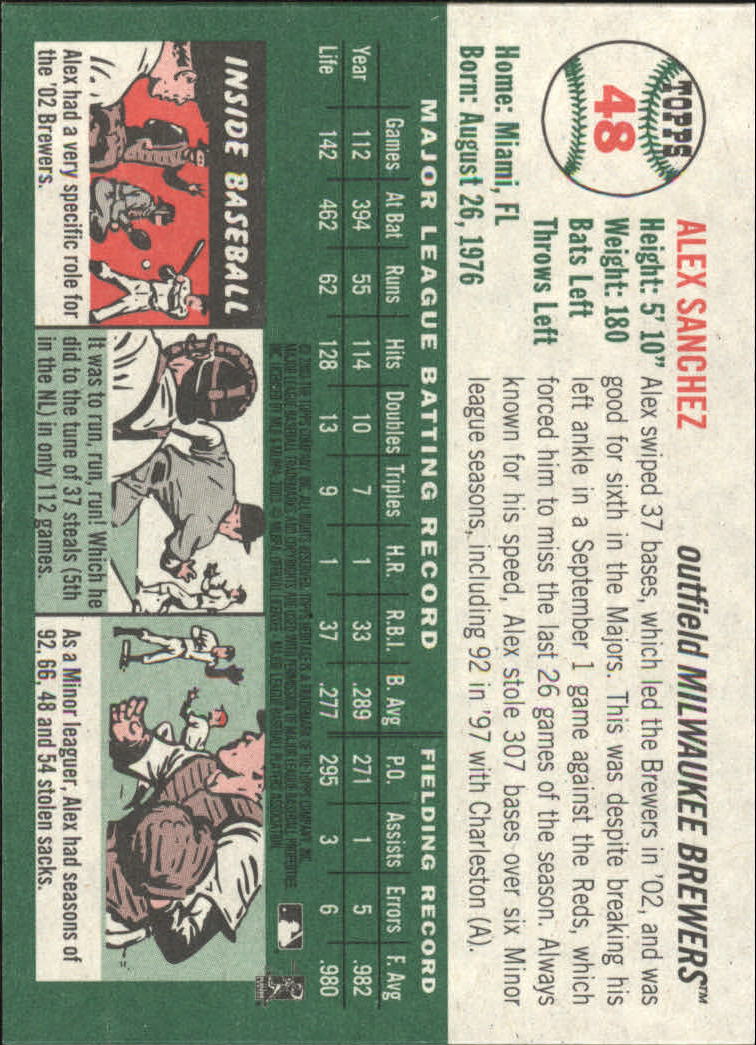 TOPPS
48
ALEX SANCHEZ
outfield MILWAUKEE BREWERS™
Height: 5' 10"
Weight: 180
Bats Left
Throws Left
Home: Miami, FL
Born: August 26, 1976
Alex swiped 37 bases, which led the Brewers in '02, and was
good for sixth in the Majors. This was despite breaking his
left ankle in a September 1 game against the Reds, which
forced him to miss the last 26 games of the season. Always
known for his speed, Alex stole 307 bases over six Minor
league seasons, including 92 in '97 with Charleston (A).
MAJOR LEAGUE BATTING RECORD FIELDING RECORD
Year Games At Bat Runs Hits Doubles Triples H.R. R.B.I. B. Avg P.O. Assists Errors F. Avg
Year 112 394 55 114 10 7 1 33 .289 271 1 5 .982
Life 142 462 62 128 13 9 1 37 .277 295 3 6 .980
INSIDE BASEBALL
Alex had a very specific role for
the '02 Brewers.
It was to run, run, run! Which he
did to the tune of 37 steals (5th
in the NL) in only 112 games.
As a Minor leaguer, Alex had seasons of
92, 66, 48 and 54 stolen sacks.